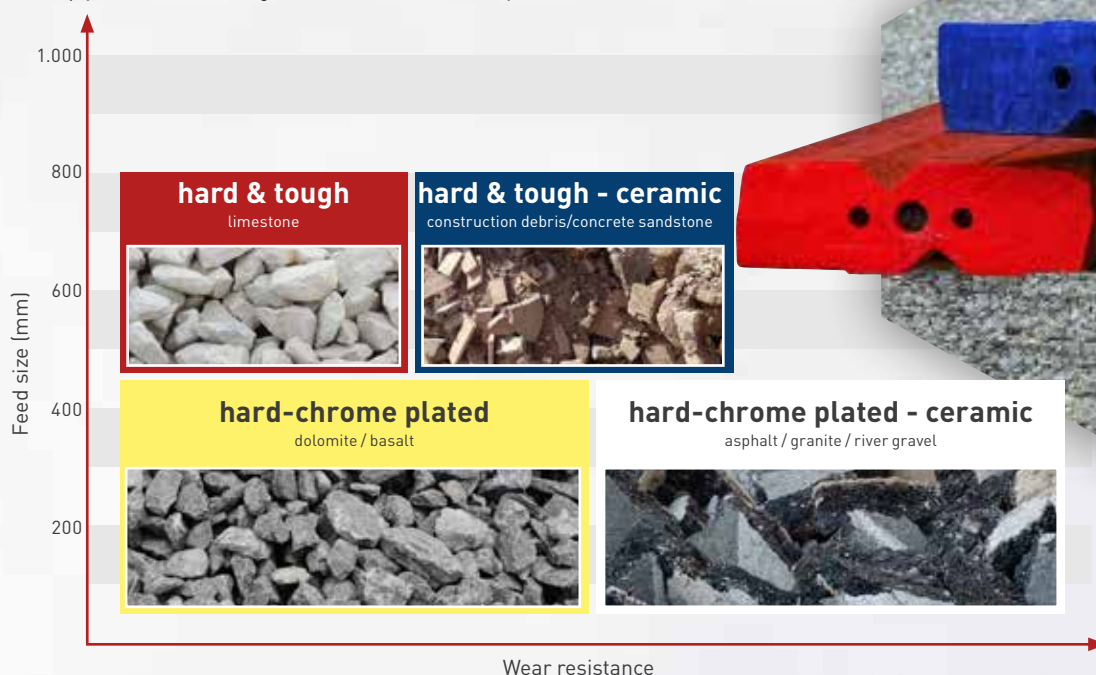 1.000
800
hard & tough
limestone
hard & tough - ceramic
construction debris/concrete sandstone
600
Feed size (mm)
400
hard-chrome plated
dolomite / basalt
hard-chrome plated - ceramic
asphalt / granite / river gravel
200
Wear resistance